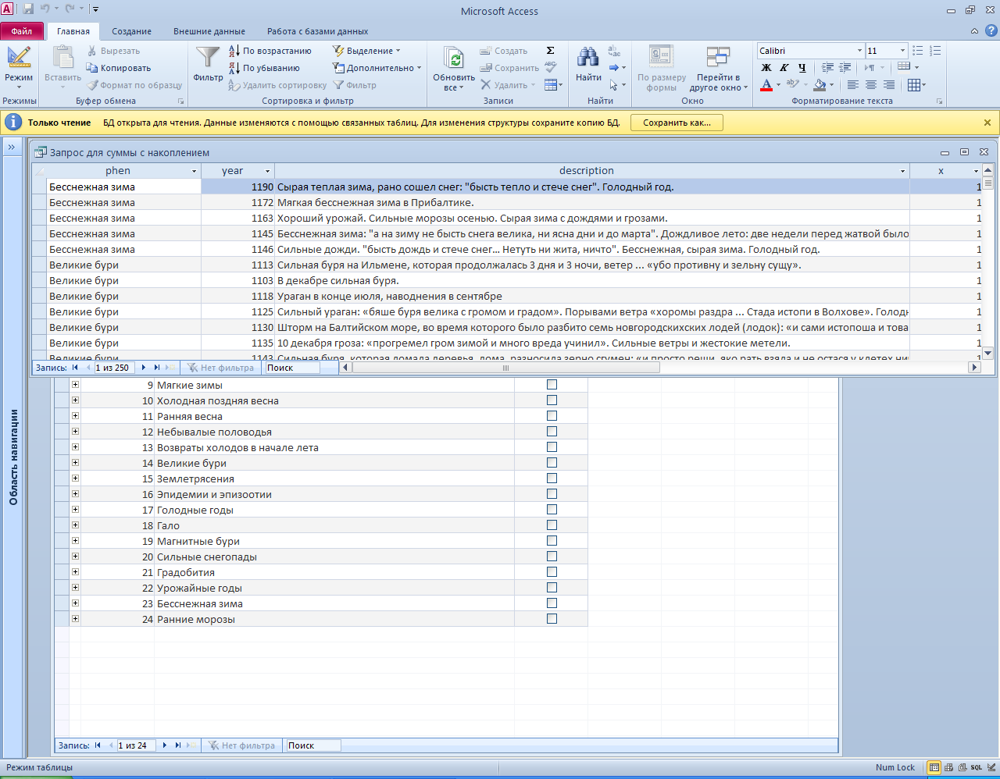 Microsoft Access
Файл Главная Создание Внешние данные Работа с базами данных
Режим
Режимы
Вставить
Вырезать
Копировать
Формат по образцу
Буфер обмена
Фильтр
По возрастанию
По убыванию
Удалить сортировку
Выделение
Дополнительно
Фильтр
Сортировка и фильтр
Обновить все
Создать
Сохранить
Удалить
Записи
Найти
Найти
По размеру формы
Перейти в другое окно
Окно
Calibri 11
Ж К Ч
Форматирование текста
Только чтение БД открыта для чтения. Данные изменяются с помощью связанных таблиц. Для изменения структуры сохраните копию БД. Сохранить как...
Область навигации
Запрос для суммы с накоплением
phen year description x
Бесснежная зима 1190 Сырая теплая зима, рано сошел снег: "бысть тепло и стече снег". Голодный год. 1
Бесснежная зима 1172 Мягкая бесснежная зима в Прибалтике. 1
Бесснежная зима 1163 Хороший урожай. Сильные морозы осенью. Сырая зима с дождями и грозами. 1
Бесснежная зима 1145 Бесснежная зима: "а на зиму не бысть снега велика, ни ясна дни и до марта". Дождливое лето: две недели перед жатвой было 1
Бесснежная зима 1146 Сильные дожди. "бысть дождь и стече снег... Нетуть ни жита, ничто". Бесснежная, сырая зима. Голодный год. 1
Великие бури 1113 Сильная буря на Ильмене, которая продолжалась 3 дня и 3 ночи, ветер ... «убо противну и зельну сущу». 1
Великие бури 1103 В декабре сильная буря. 1
Великие бури 1118 Ураган в конце июля, наводнения в сентябре 1
Великие бури 1125 Сильный ураган: «бяше буря велика с громом и градом». Порывами ветра «хоромы раздра ... Стада истопи в Волхове». Голодн 1
Великие бури 1130 Шторм на Балтийском море, во время которого было разбито семь новгородскихских лодей (лодок): «и сами истопоша и това 1
Великие бури 1135 10 декабря гроза: «прогремел гром зимой и много вреда учинил». Сильные ветры и жестокие метели. 1
Великие бури 1143 Сильная буря, которая ломала деревья, дома, разносила зерно с гумен: «и просто рещи, яко рать взяла и не остася у клетех ни 1
Запись: 1 из 250 Нет фильтра Поиск
9 Мягкие зимы
10 Холодная поздняя весна
11 Ранняя весна
12 Небывалые половодья
13 Возвраты холодов в начале лета
14 Великие бури
15 Землетрясения
16 Эпидемии и эпизоотии
17 Голодные годы
18 Гало
19 Магнитные бури
20 Сильные снегопады
21 Градобития
22 Урожайные годы
23 Бесснежная зима
24 Ранние морозы
Запись: 1 из 24 Нет фильтра Поиск
Режим таблицы Num Lock SQL